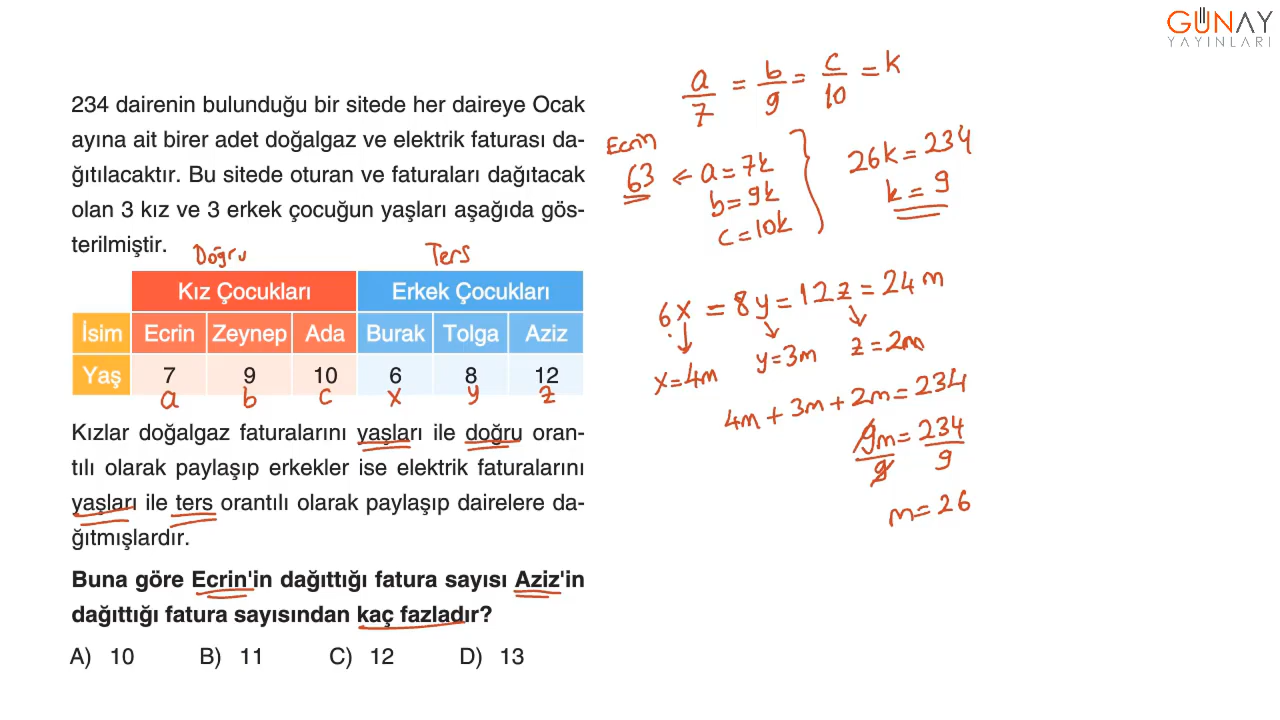 GÜNAY
YAYINLARI
234 dairenin bulunduğu bir sitede her daireye Ocak
ayına ait birer adet doğalgaz ve elektrik faturası da-
ğıtılacaktır. Bu sitede oturan ve faturaları dağıtacak
olan 3 kız ve 3 erkek çocuğun yaşları aşağıda gös-
terilmiştir.
Doğru Ters
Kız Çocukları Erkek Çocukları
İsim Ecrin Zeynep Ada Burak Tolga Aziz
Yaş 7 9 10 6 8 12
a b c x y z
Kızlar doğalgaz faturalarını yaşları ile doğru oran-
tılı olarak paylaşıp erkekler ise elektrik faturalarını
yaşları ile ters orantılı olarak paylaşıp dairelere da-
ğıtmışlardır.
Buna göre Ecrin'in dağıttığı fatura sayısı Aziz'in
dağıttığı fatura sayısından kaç fazladır?
A) 10 B) 11 C) 12 D) 13
a/7 = b/9 = c/10 = k
Ecrin
63 ← a = 7k
b = 9k
c = 10k
26k = 234
k = 9
6x = 8y = 12z = 24m
x = 4m y = 3m z = 2m
4m + 3m + 2m = 234
9m/9 = 234/9
m = 26